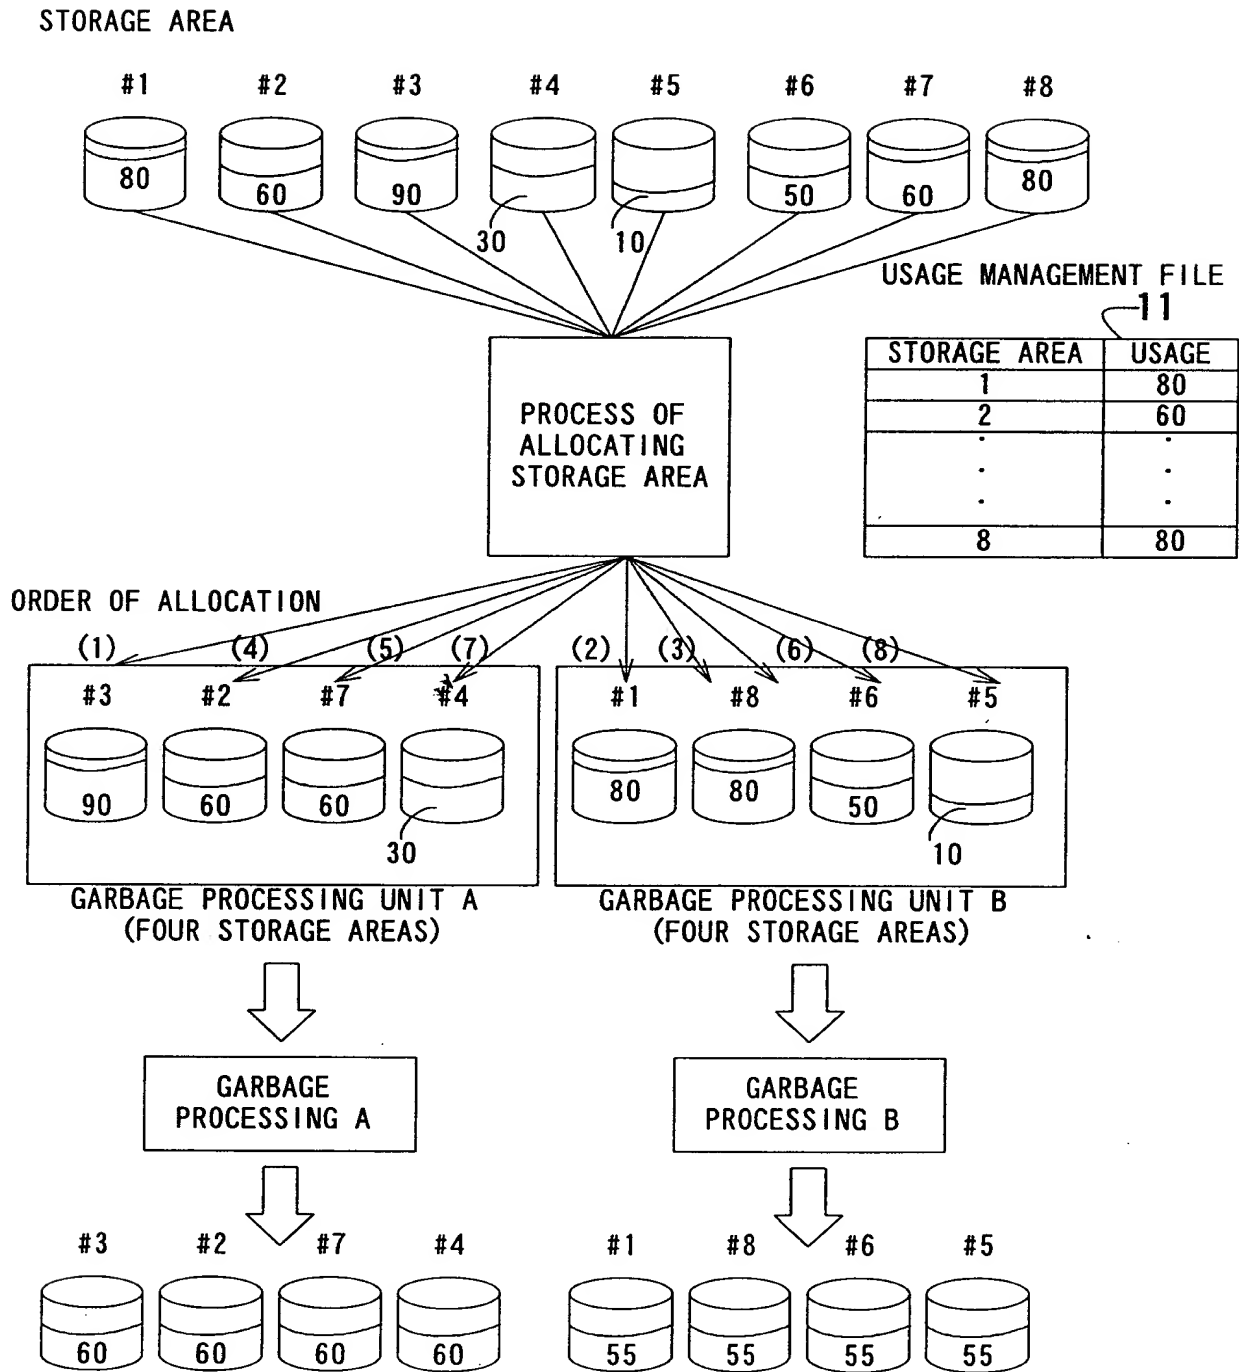 STORAGE AREA
#1 #2 #3 #4 #5 #6 #7 #8
80 60 90 30 10 50 60 80
USAGE MANAGEMENT FILE
11
STORAGE AREA USAGE
1 80
2 60
8 80
PROCESS OF
ALLOCATING
STORAGE AREA
ORDER OF ALLOCATION
(1) (4) (5) (7) (2) (3) (6) (8)
#3 #2 #7 #4 #1 #8 #6 #5
90 60 60 30 80 80 50 10
GARBAGE PROCESSING UNIT A
(FOUR STORAGE AREAS)
GARBAGE PROCESSING UNIT B
(FOUR STORAGE AREAS)
GARBAGE
PROCESSING A
GARBAGE
PROCESSING B
#3 #2 #7 #4 #1 #8 #6 #5
60 60 60 60 55 55 55 55